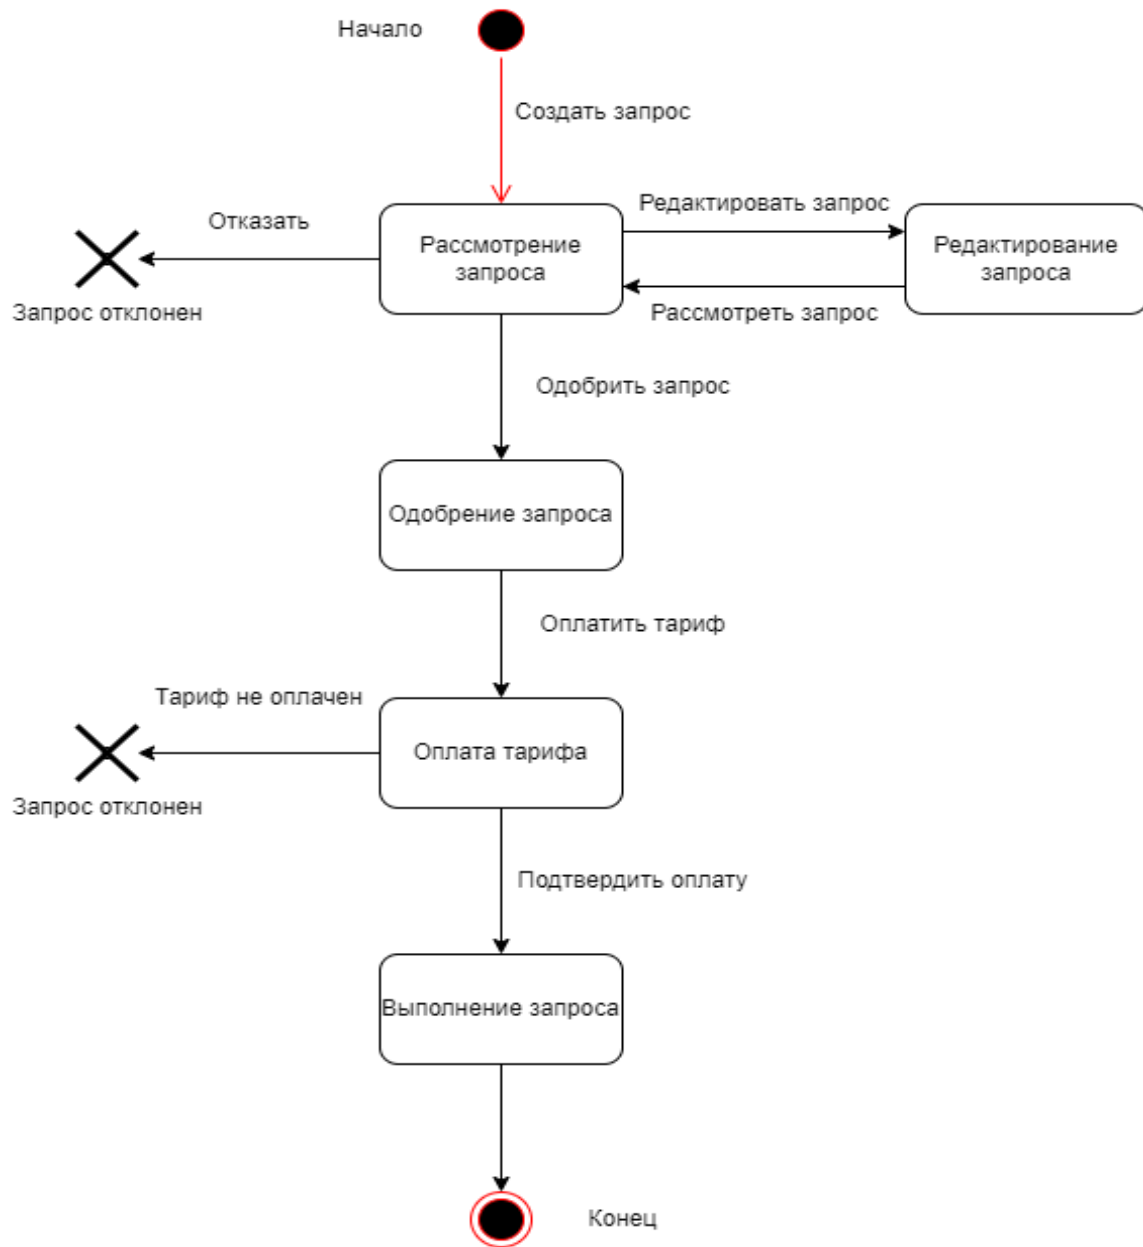 Начало
Создать запрос
Отказать
Редактировать запрос
Рассмотрение
запроса
Редактирование
запроса
Запрос отклонен
Рассмотреть запрос
Одобрить запрос
Одобрение запроса
Оплатить тариф
Тариф не оплачен
Оплата тарифа
Запрос отклонен
Подтвердить оплату
Выполнение запроса
Конец